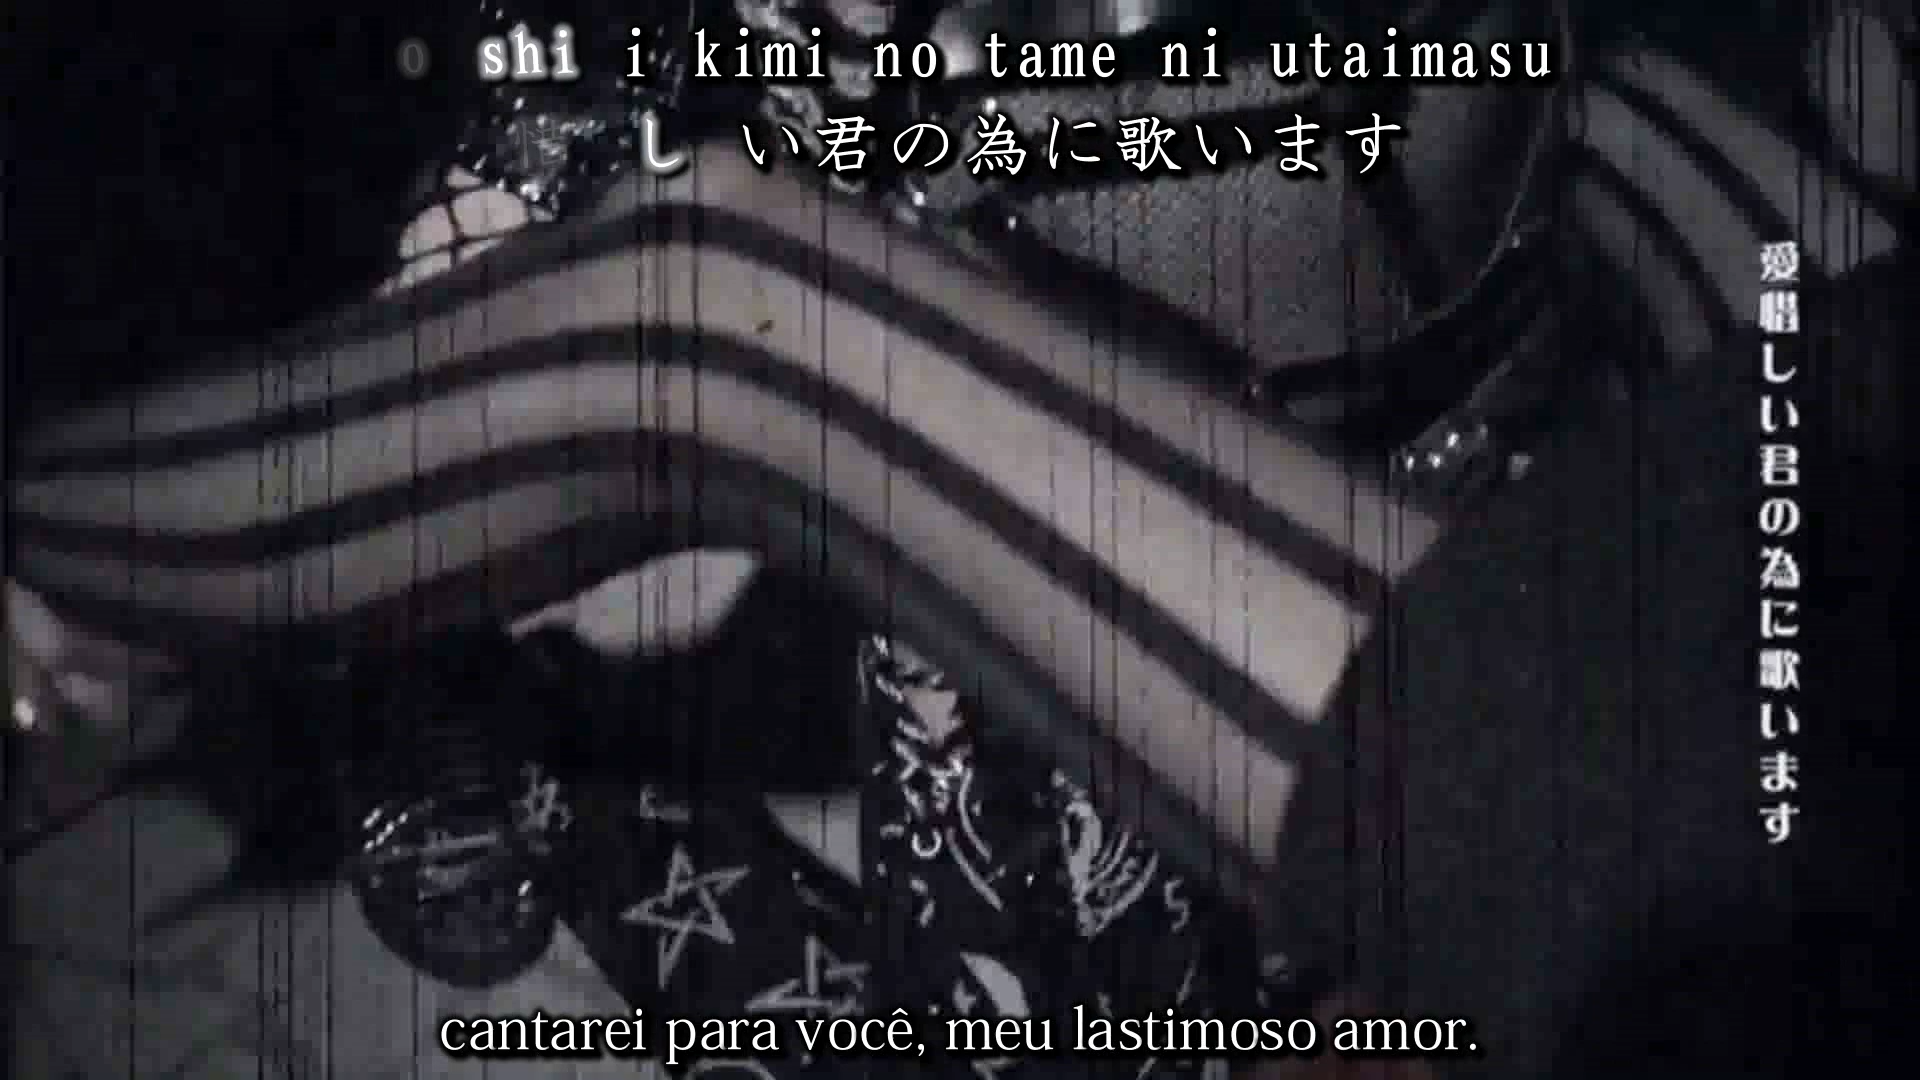 o shi i kimi no tame ni utaimasu
惜しい君の為に歌います
愛惜しい君の為に歌います
cantarei para você, meu lastimoso amor.